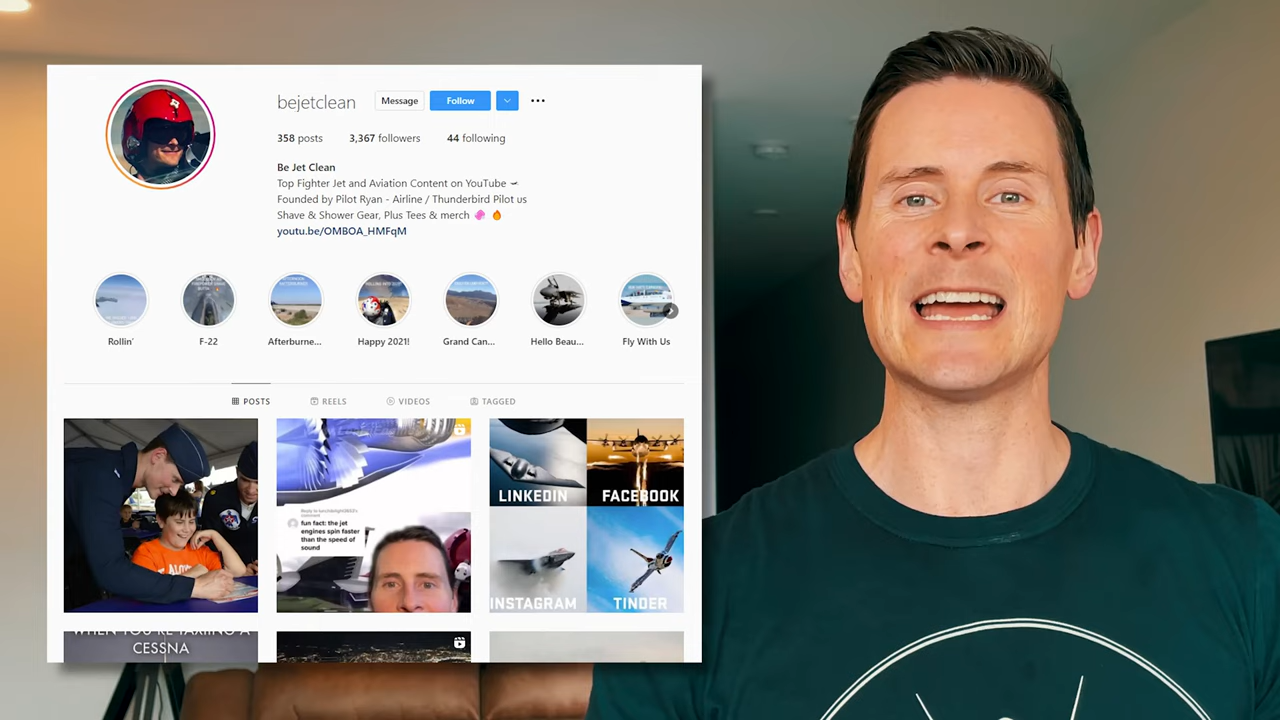 bejetclean Message Follow
358 posts 3,367 followers 44 following
Be Jet Clean
Top Fighter Jet and Aviation Content on YouTube
Founded by Pilot Ryan - Airline / Thunderbird Pilot us
Shave & Shower Gear, Plus Tees & merch
youtu.be/OMBOA_HMFqM
Rollin' F-22 Afterburne... Happy 2021! Grand Can... Hello Beau... Fly With Us
POSTS REELS VIDEOS TAGGED
fun fact: the jet
engines spin faster
than the speed of
sound
LINKEDIN FACEBOOK
INSTAGRAM TINDER
WHEN YOU'RE TAXIING A
CESSNA